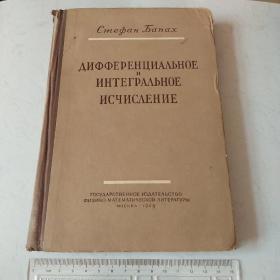 Стефан Банах
ДИФФЕРЕНЦИАЛЬНОЕ
И
ИНТЕГРАЛЬНОЕ
ИСЧИСЛЕНИЕ
ГОСУДАРСТВЕННОЕ ИЗДАТЕЛЬСТВО
ФИЗИКО-МАТЕМАТИЧЕСКОЙ ЛИТЕРАТУРЫ
МОСКВА